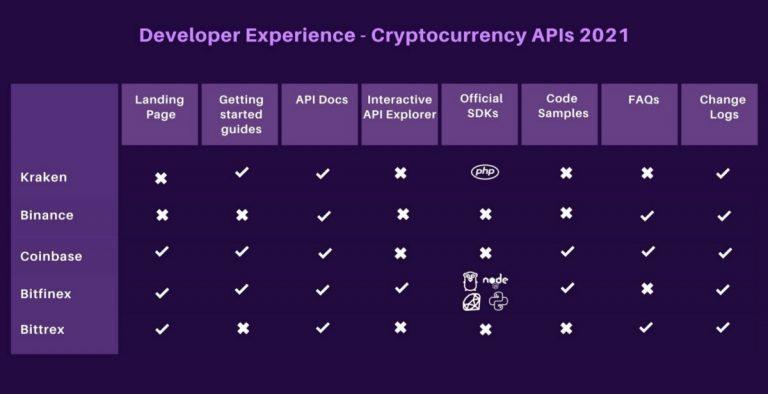 Developer Experience - Cryptocurrency APIs 2021
Landing Page
Getting started guides
API Docs
Interactive API Explorer
Official SDKs
Code Samples
FAQs
Change Logs
Kraken
php
Binance
Coinbase
Bitfinex
node
Bittrex